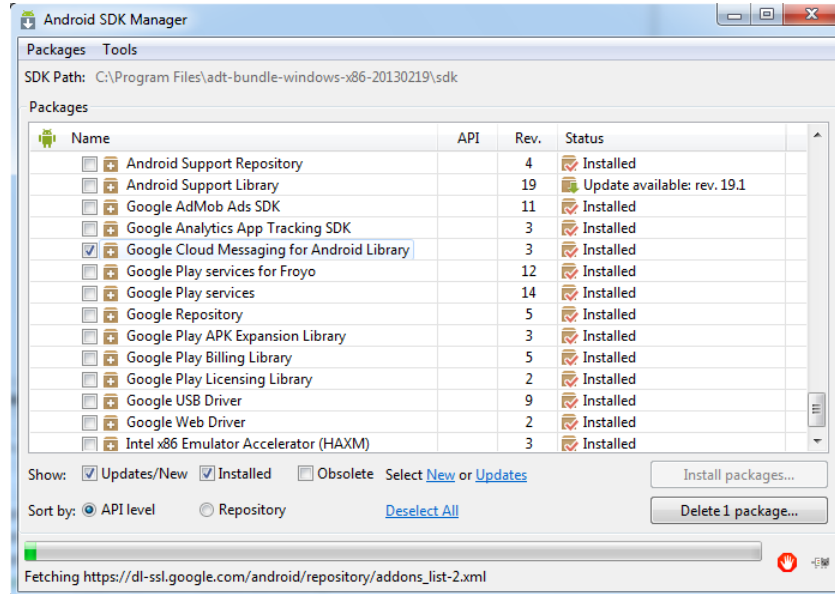 Android SDK Manager
Packages Tools
SDK Path: C:\Program Files\adt-bundle-windows-x86-20130219\sdk
Packages
Name API Rev. Status
Android Support Repository 4 Installed
Android Support Library 19 Update available: rev. 19.1
Google AdMob Ads SDK 11 Installed
Google Analytics App Tracking SDK 3 Installed
Google Cloud Messaging for Android Library 3 Installed
Google Play services for Froyo 12 Installed
Google Play services 14 Installed
Google Repository 5 Installed
Google Play APK Expansion Library 3 Installed
Google Play Billing Library 5 Installed
Google Play Licensing Library 2 Installed
Google USB Driver 9 Installed
Google Web Driver 2 Installed
Intel x86 Emulator Accelerator (HAXM) 3 Installed
Show: Updates/New Installed Obsolete Select New or Updates Install packages...
Sort by: API level Repository Deselect All Delete 1 package...
Fetching https://dl-ssl.google.com/android/repository/addons_list-2.xml